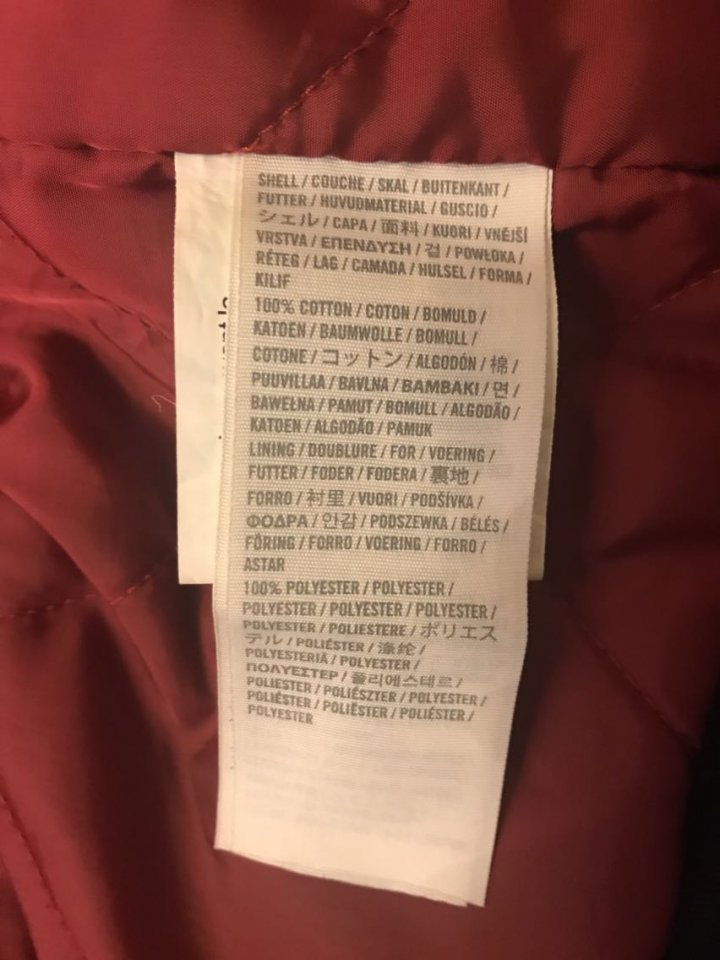 SHELL / COUCHE / SKAL / BUITENKANT /
FUTTER / HUVUDMATERIAL / GUSCIO /
シェル / CAPA / 面料 / KUORI / VNĚJŠÍ
VRSTVA / ΕΠΕΝΔΥΣΗ / 겉 / POWŁOKA /
RÉTEG / LAG / CAMADA / HULSEL / FORMA /
KILIF
100% COTTON / COTON / BOMULD /
KATOEN / BAUMWOLLE / BOMULL /
COTONE / コットン / ALGODÓN / 棉 /
PUUVILLAA / BAVLNA / ΒΑΜΒΑΚΙ / 면 /
BAWEŁNA / PAMUT / BOMULL / ALGODÃO /
KATOEN / ALGODÃO / PAMUK
LINING / DOUBLURE / FOR / VOERING /
FUTTER / FODER / FODERA / 裏地 /
FORRO / 衬里 / VUORI / PODŠÍVKA /
ΦΟΔΡΑ / 안감 / PODSZEWKA / BÉLÉS /
FÔRING / FORRO / VOERING / FORRO /
ASTAR
100% POLYESTER / POLYESTER /
POLYESTER / POLYESTER / POLYESTER /
POLYESTER / POLIESTERE / ポリエス
テル / POLIÉSTER / 涤纶 /
POLYESTERIÄ / POLYESTER /
ΠΟΛΥΕΣΤΕΡ / 폴리에스테르 /
POLIESTER / POLIÉSZTER / POLYESTER /
POLIÉSTER / POLIËSTER / POLIÉSTER /
POLYESTER